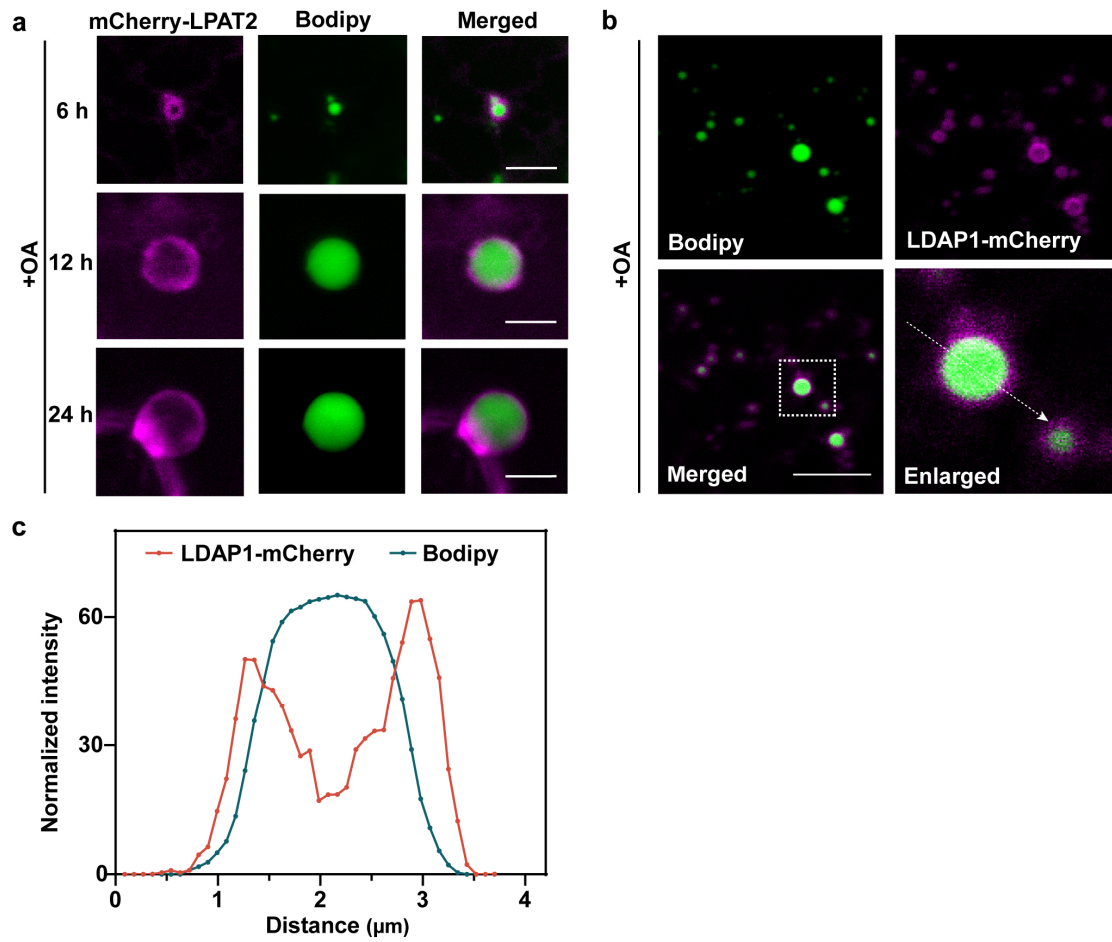 a
mCherry-LPAT2 Bodipy Merged
+OA
6 h
12 h
24 h
b
+OA
Bodipy
LDAP1-mCherry
Merged
Enlarged
c
LDAP1-mCherry Bodipy
Normalized intensity
60
30
0
0 1 2 3 4
Distance (μm)